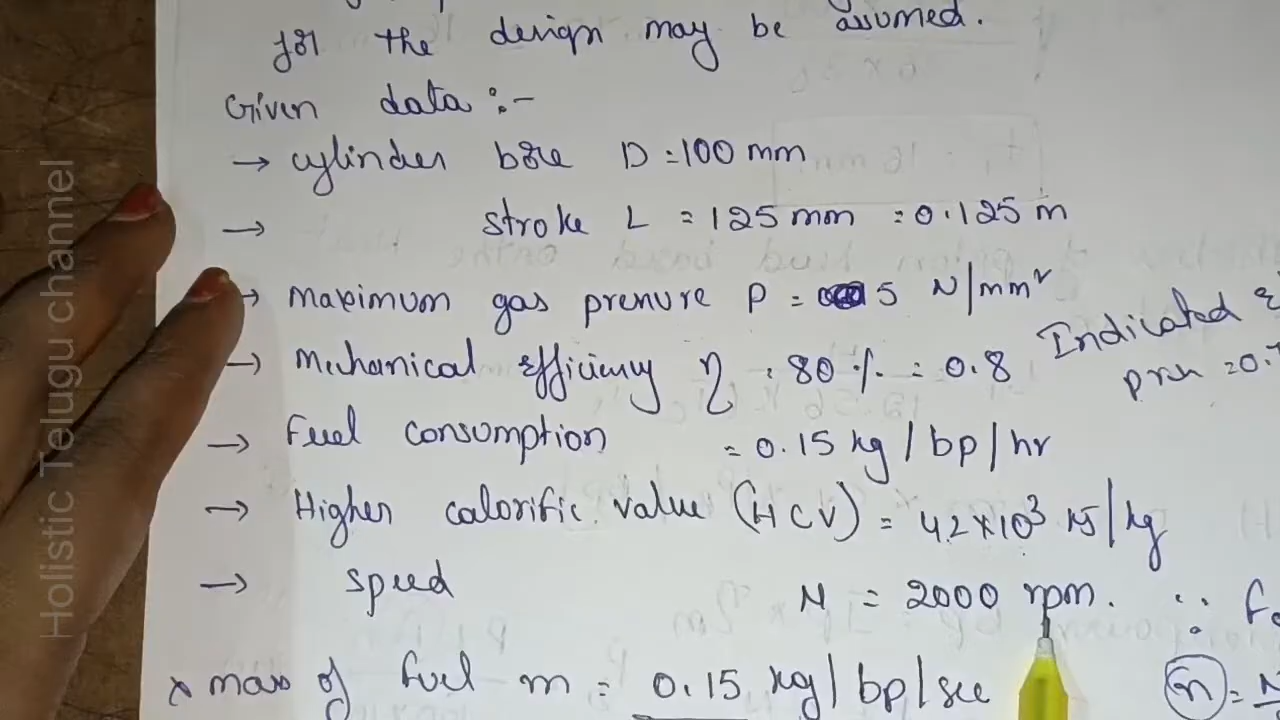 for the design may be assumed.
Given data :-
→ cylinder bore D = 100 mm
→ stroke L = 125 mm = 0.125 m
→ Maximum gas pressure P = 5 N/mm²
Indicated
→ Mechanical efficiency η = 80 % = 0.8
= 0.7
→ Fuel consumption = 0.15 kg / bp / hr
→ Higher calorific value (HCV) = 42 × 10³ kJ / kg
→ speed N = 2000 rpm. ∵
× mass of fuel m = 0.15 kg / bp / sec
n = N
Holistic Telugu channel